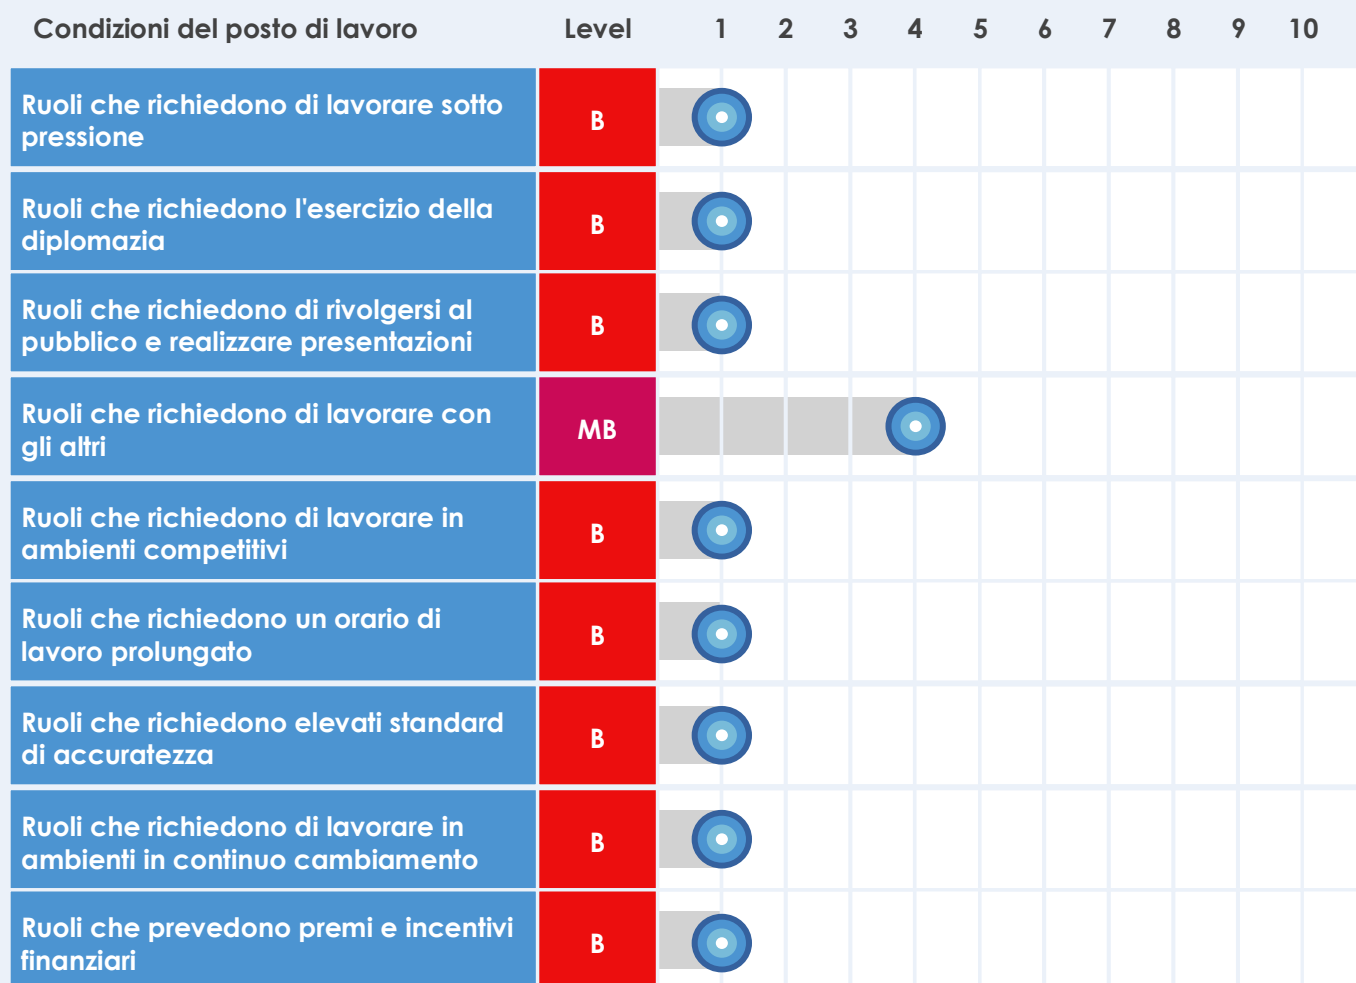 Condizioni del posto di lavoro Level 1 2 3 4 5 6 7 8 9 10
Ruoli che richiedono di lavorare sotto
pressione
B
Ruoli che richiedono l'esercizio della
diplomazia
B
Ruoli che richiedono di rivolgersi al
pubblico e realizzare presentazioni
B
Ruoli che richiedono di lavorare con
gli altri
MB
Ruoli che richiedono di lavorare in
ambienti competitivi
B
Ruoli che richiedono un orario di
lavoro prolungato
B
Ruoli che richiedono elevati standard
di accuratezza
B
Ruoli che richiedono di lavorare in
ambienti in continuo cambiamento
B
Ruoli che prevedono premi e incentivi
finanziari
B